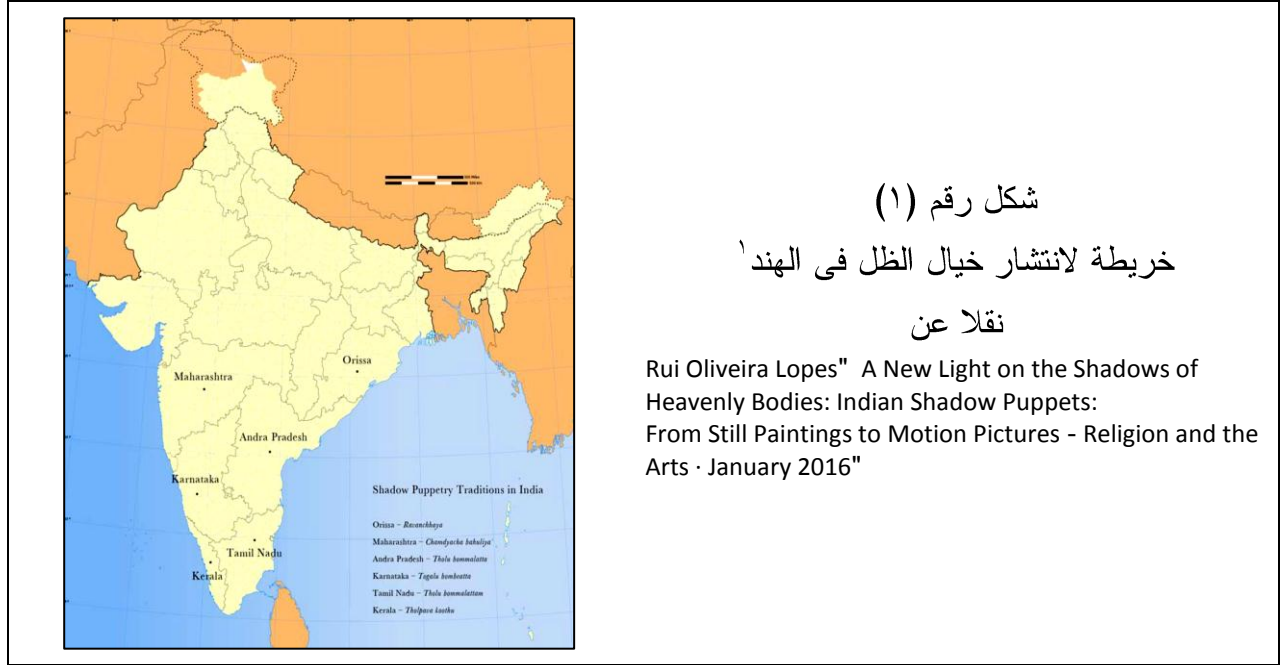 Orissa
Maharashtra
Andra Pradesh
Karnataka
Tamil Nadu
Kerala
Shadow Puppetry Traditions in India
Orissa – Ravanchhaya
Maharashtra – Chamdyacha bahuliya
Andra Pradesh – Tholu bommalatta
Karnataka – Togalu bombeatta
Tamil Nadu – Tholu bommalattam
Kerala – Tholpava koothu
شكل رقم (١)
خريطة لانتشار خيال الظل فى الهند١
نقلا عن
Rui Oliveira Lopes" A New Light on the Shadows of
Heavenly Bodies: Indian Shadow Puppets:
From Still Paintings to Motion Pictures - Religion and the
Arts · January 2016"